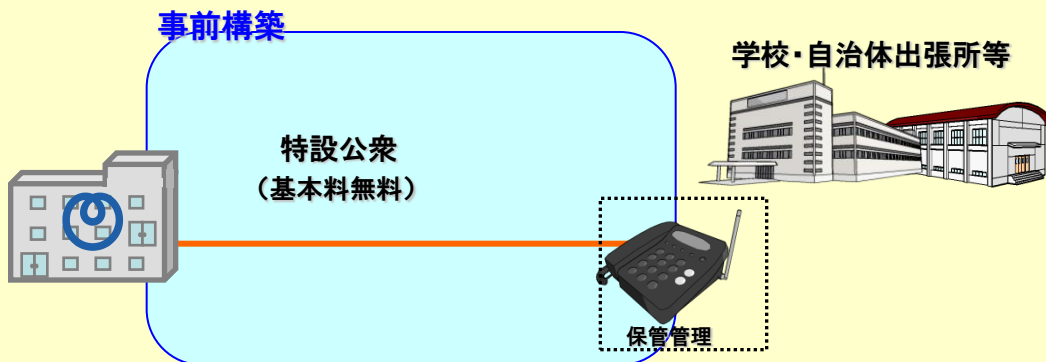 事前構築
学校・自治体出張所等
特設公衆
（基本料無料）
保管管理